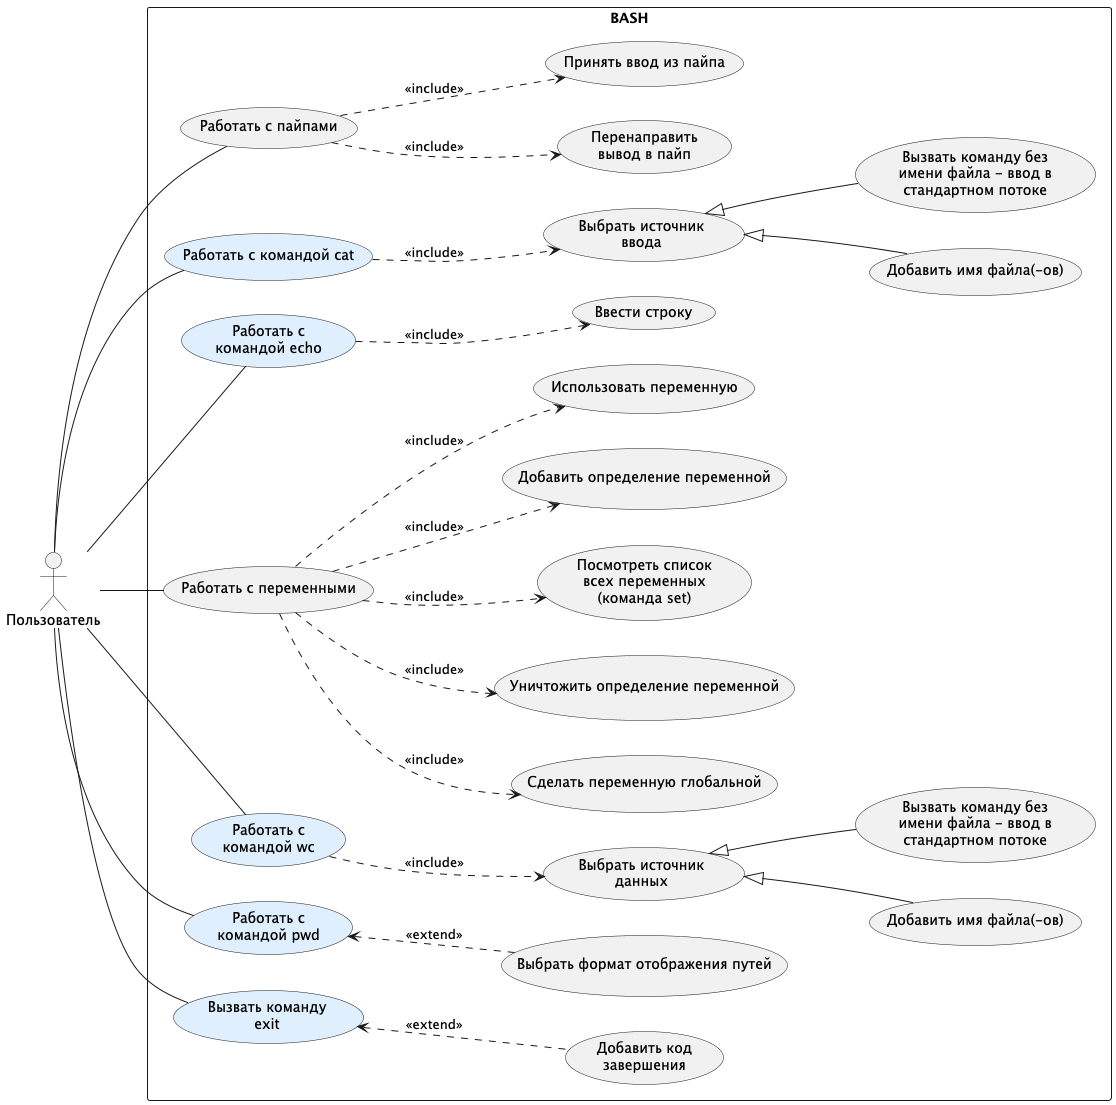 BASH
Принять ввод из пайпа
«include»
Работать с пайпами
Перенаправить
вывод в пайп
«include»
Вызвать команду без
имени файла – ввод в
стандартном потоке
Выбрать источник
ввода
Работать с командой cat
«include»
Добавить имя файла(-ов)
Ввести строку
Работать с
командой echo
«include»
Использовать переменную
«include»
Добавить определение переменной
«include»
Посмотреть список
всех переменных
(команда set)
Работать с переменными
«include»
Пользователь
«include»
Уничтожить определение переменной
«include»
Сделать переменную глобальной
Вызвать команду без
имени файла – ввод в
стандартном потоке
Работать с
командой wc
«include»
Выбрать источник
данных
Добавить имя файла(-ов)
Работать с
командой pwd
«extend»
Выбрать формат отображения путей
Вызвать команду
exit
«extend»
Добавить код
завершения